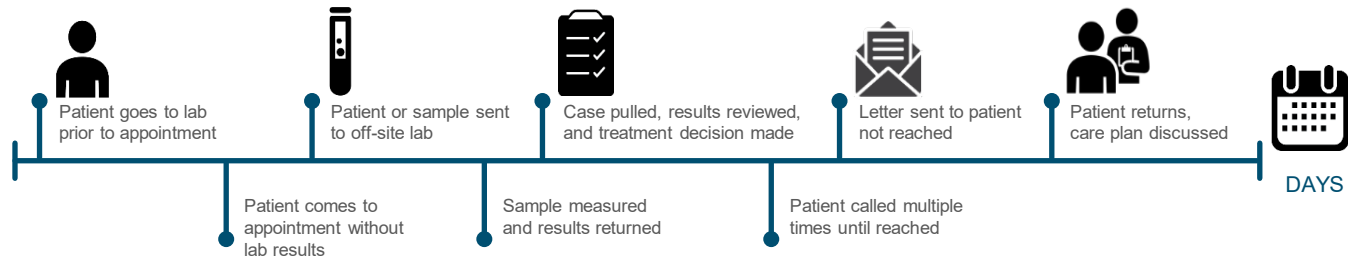 Patient goes to lab
prior to appointment
Patient or sample sent
to off-site lab
Case pulled, results reviewed,
and treatment decision made
Letter sent to patient
not reached
Patient returns,
care plan discussed
DAYS
Patient comes to
appointment without
lab results
Sample measured
and results returned
Patient called multiple
times until reached